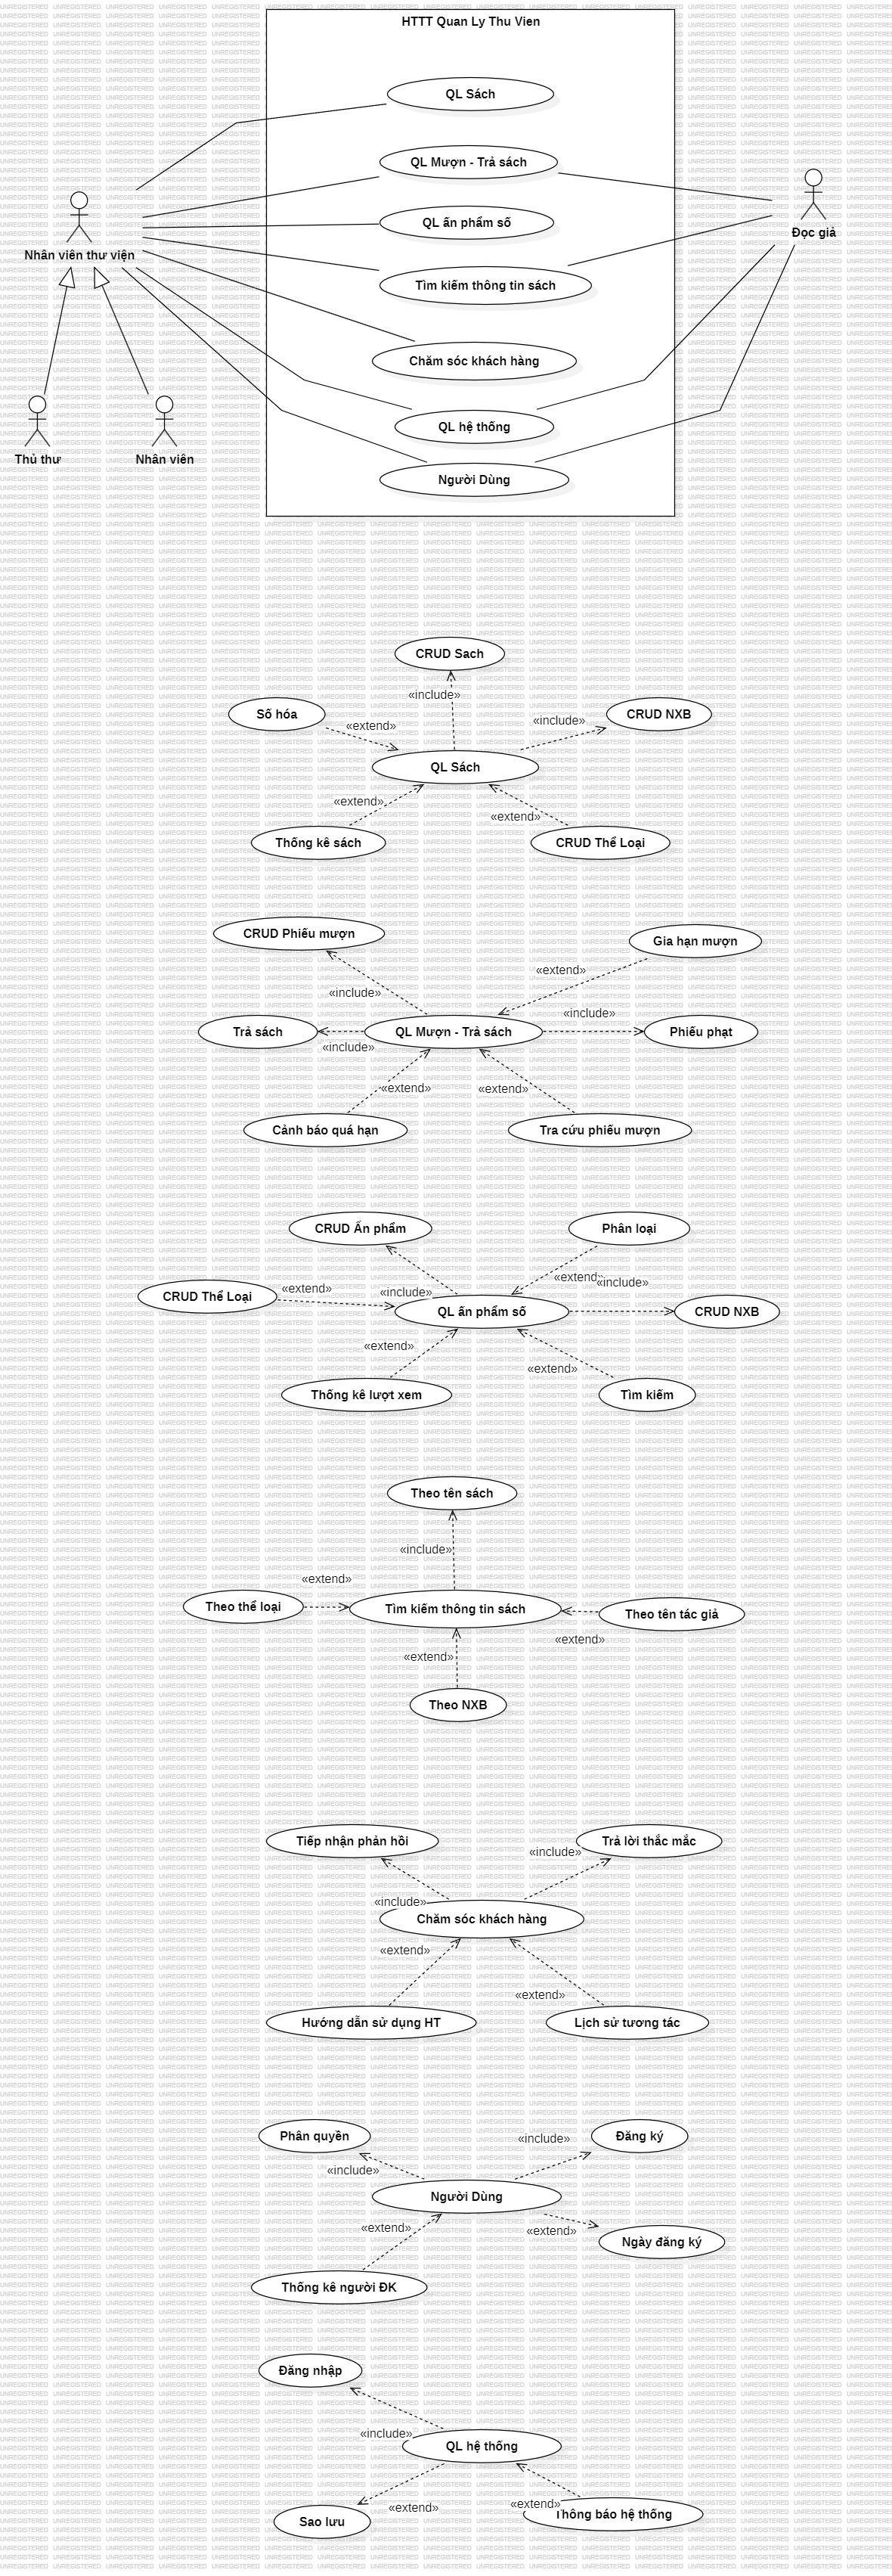 HTTT Quan Ly Thu Vien
QL Sách
QL Mượn - Trả sách
QL ấn phẩm số
Tìm kiếm thông tin sách
Chăm sóc khách hàng
QL hệ thống
Người Dùng
Nhân viên thư viện
Đọc giả
Thủ thư
Nhân viên
CRUD Sach
«include»
Số hóa
«extend»
«include»
CRUD NXB
QL Sách
«extend»
«extend»
Thống kê sách
CRUD Thể Loại
CRUD Phiếu mượn
Gia hạn mượn
«extend»
«include»
«include»
Trả sách
QL Mượn - Trả sách
Phiếu phạt
«include»
«extend»
«extend»
Cảnh báo quá hạn
Tra cứu phiếu mượn
CRUD Ấn phẩm
Phân loại
«extend»
«include»
CRUD Thể Loại
«extend»
«include»
QL ấn phẩm số
CRUD NXB
«extend»
«extend»
Thống kê lượt xem
Tìm kiếm
Theo tên sách
«include»
«extend»
Theo thể loại
Tìm kiếm thông tin sách
Theo tên tác giả
«extend»
«extend»
Theo NXB
Tiếp nhận phản hồi
Trả lời thắc mắc
«include»
«include»
Chăm sóc khách hàng
«extend»
«extend»
Hướng dẫn sử dụng HT
Lịch sử tương tác
Phân quyền
Đăng ký
«include»
«include»
Người Dùng
«extend»
«extend»
Ngày đăng ký
Thống kê người ĐK
Đăng nhập
«include»
QL hệ thống
«extend»
«extend»
Thông báo hệ thống
Sao lưu